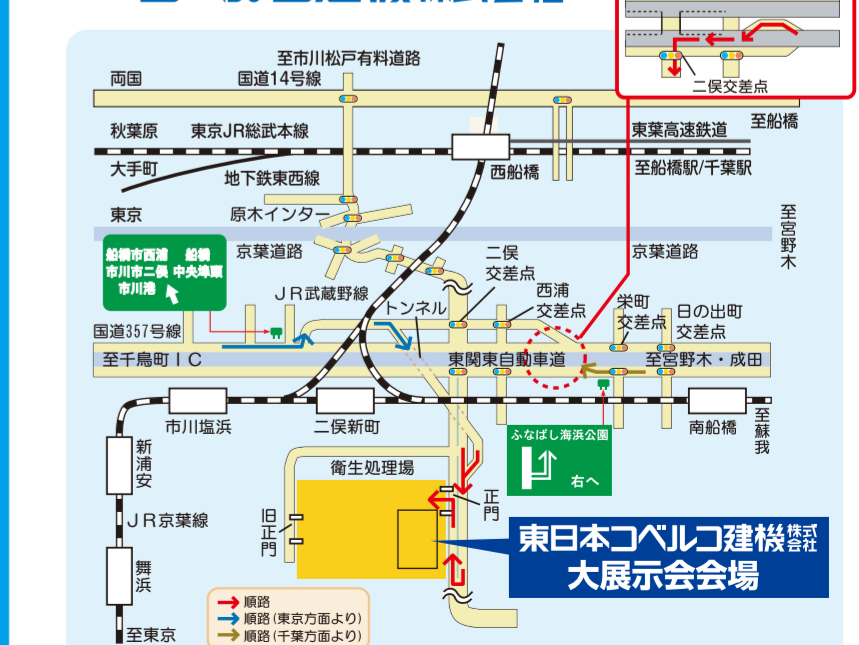 二俣交差点
至市川松戸有料道路
両国
国道14号線
至船橋
秋葉原
東京JR総武本線
東葉高速鉄道
大手町
地下鉄東西線
西船橋
至船橋駅/千葉駅
東京
原木インター
至宮野木
京葉道路
京葉道路
船橋市西浦 船橋
市川市二俣 中央埠頭
市川港
二俣
交差点
JR武蔵野線
トンネル
西浦
交差点
栄町
交差点
日の出町
交差点
国道357号線
至千鳥町IC
東関東自動車道
至宮野木・成田
市川塩浜
二俣新町
南船橋
至蘇我
ふなばし海浜公園
右へ
新浦安
衛生処理場
正門
旧正門
JR京葉線
東日本コベルコ建機株式会社
大展示会会場
舞浜
順路
順路(東京方面より)
順路(千葉方面より)
至東京